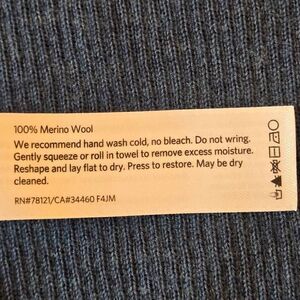 100% Merino Wool
We recommend hand wash cold, no bleach. Do not wring.
Gently squeeze or roll in towel to remove excess moisture.
Reshape and lay flat to dry. Press to restore. May be dry
cleaned.
RN#78121/CA#34460 F4JM